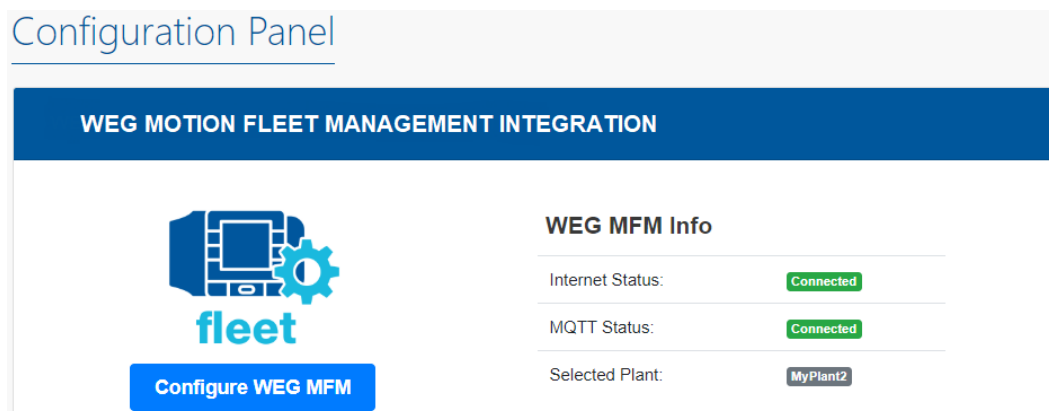 Configuration Panel
WEG MOTION FLEET MANAGEMENT INTEGRATION
fleet
Configure WEG MFM
WEG MFM Info
Internet Status: Connected
MQTT Status: Connected
Selected Plant: MyPlant2